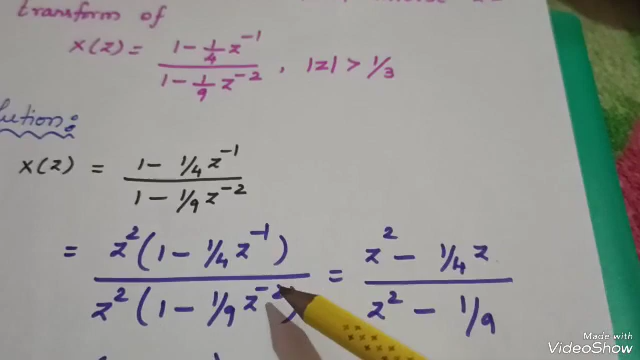 transform of
X(z) = (1 - 1/4 z^-1) / (1 - 1/9 z^-2), |z| > 1/3
lution:
X(z) = (1 - 1/4 z^-1) / (1 - 1/9 z^-2)
= z^2(1 - 1/4 z^-1) / z^2(1 - 1/9 z^-2) = (z^2 - 1/4 z) / (z^2 - 1/9)
Made with
VideoShow